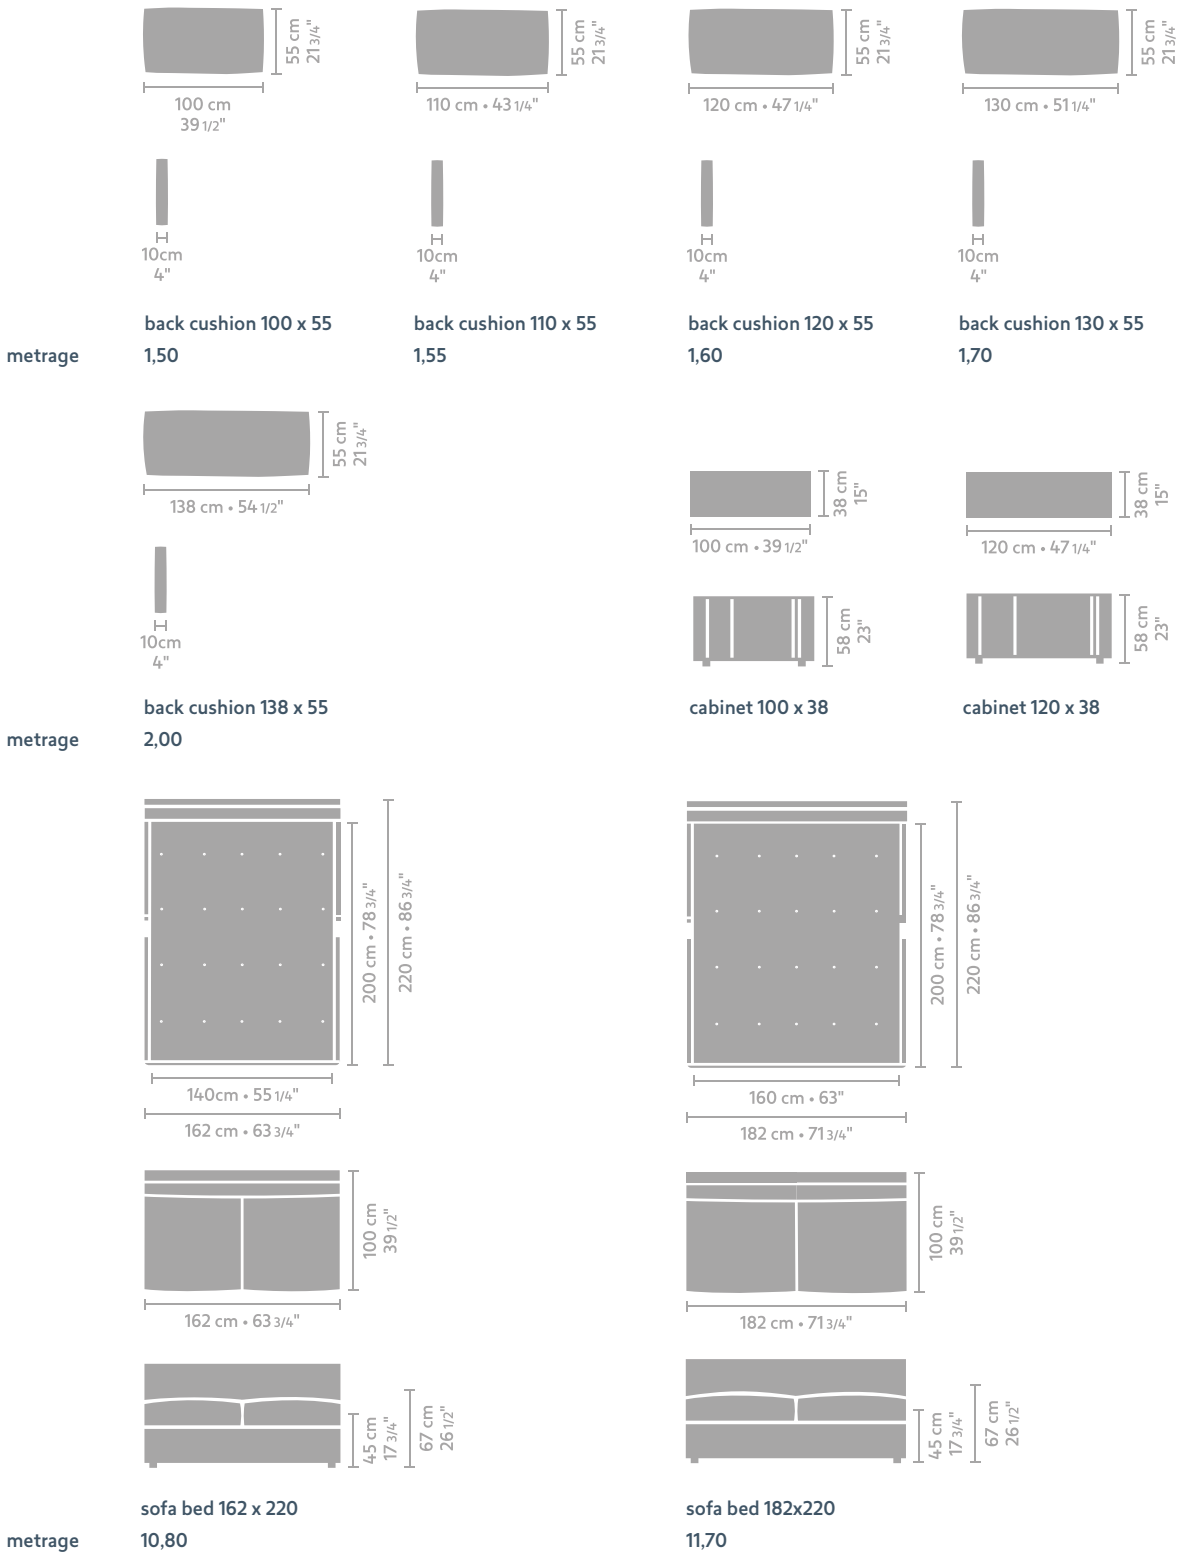 55 cm
21 3/4"
100 cm
39 1/2"
55 cm
21 3/4"
110 cm • 43 1/4"
55 cm
21 3/4"
120 cm • 47 1/4"
55 cm
21 3/4"
130 cm • 51 1/4"
10cm
4"
10cm
4"
10cm
4"
10cm
4"
back cushion 100 x 55
back cushion 110 x 55
back cushion 120 x 55
back cushion 130 x 55
metrage
1,50
1,55
1,60
1,70
55 cm
21 3/4"
138 cm • 54 1/2"
38 cm
15"
100 cm • 39 1/2"
38 cm
15"
120 cm • 47 1/4"
10cm
4"
58 cm
23"
58 cm
23"
back cushion 138 x 55
cabinet 100 x 38
cabinet 120 x 38
metrage
2,00
200 cm • 78 3/4"
220 cm • 86 3/4"
140cm • 55 1/4"
162 cm • 63 3/4"
200 cm • 78 3/4"
220 cm • 86 3/4"
160 cm • 63"
182 cm • 71 3/4"
100 cm
39 1/2"
162 cm • 63 3/4"
100 cm
39 1/2"
182 cm • 71 3/4"
45 cm
17 3/4"
67 cm
26 1/2"
45 cm
17 3/4"
67 cm
26 1/2"
sofa bed 162 x 220
sofa bed 182x220
metrage
10,80
11,70